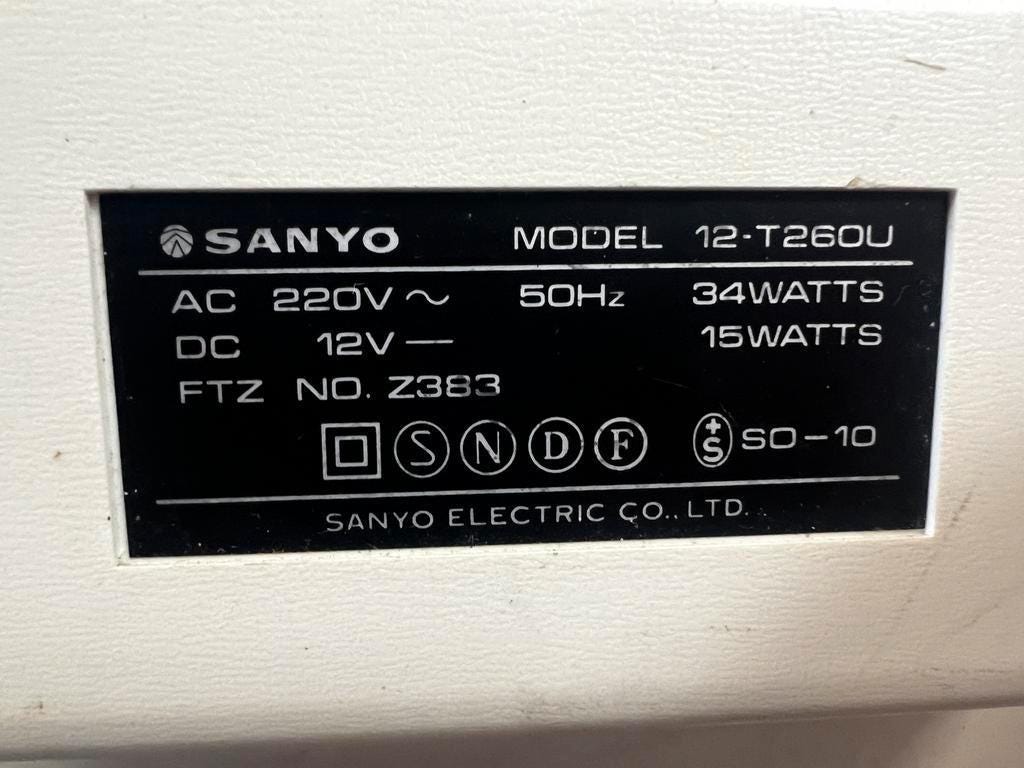 SANYO MODEL 12-T260U
AC 220V ~ 50Hz 34WATTS
DC 12V — 15WATTS
FTZ NO. Z383
S N D F +S SO-10
SANYO ELECTRIC CO., LTD.